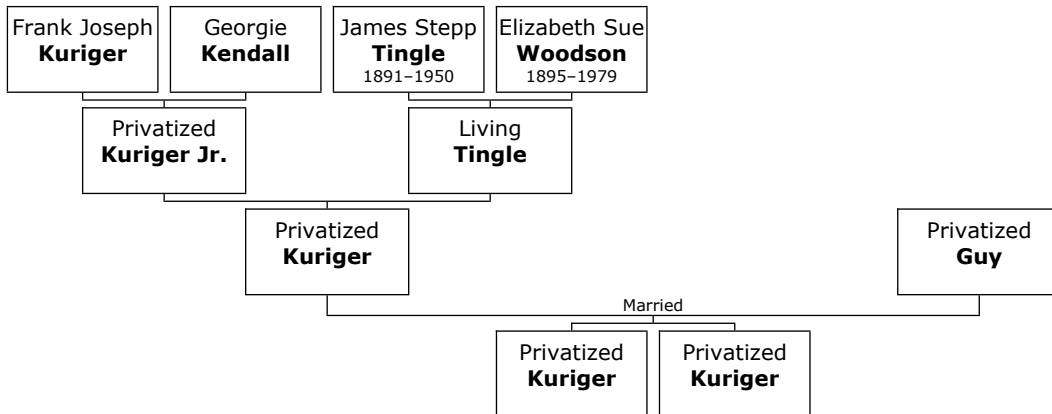 Frank Joseph
Kuriger
Georgie
Kendall
James Stepp
Tingle
1891–1950
Elizabeth Sue
Woodson
1895–1979
Privatized
Kuriger Jr.
Living
Tingle
Privatized
Kuriger
Privatized
Guy
Married
Privatized
Kuriger
Privatized
Kuriger